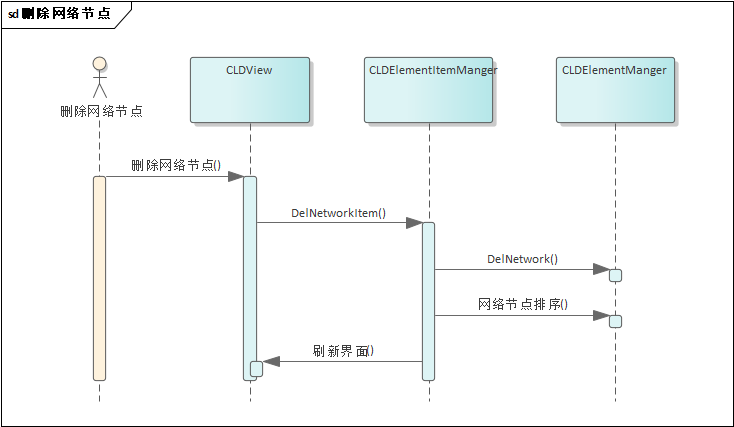 sd 删除网络节点
CLDView
CLDElementItemManger
CLDElementManger
删除网络节点
删除网络节点()
DelNetworkItem()
DelNetwork()
网络节点排序()
刷新界面()